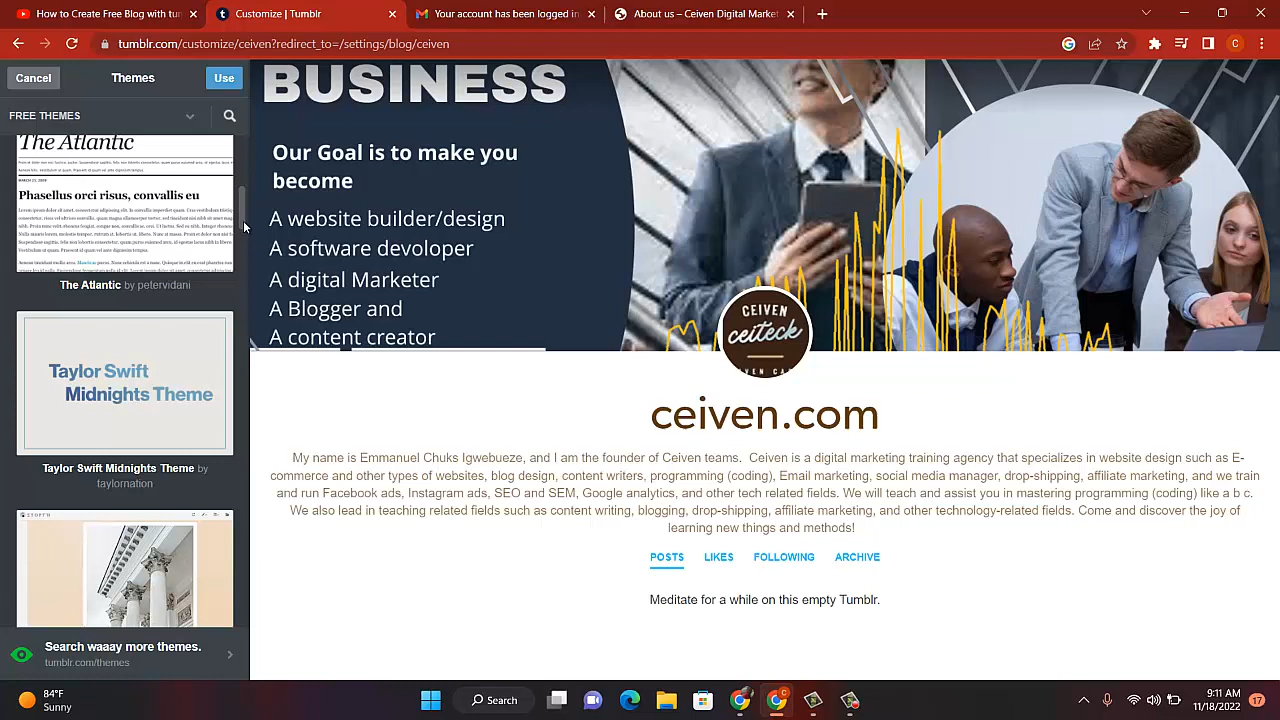 How to Create Free Blog with tum
Customize | Tumblr
Your account has been logged in
About us – Ceiven Digital Market
tumblr.com/customize/ceiven?redirect_to=/settings/blog/ceiven
C
Cancel
Themes
Use
FREE THEMES
The Atlantic
Phasellus orci risus, convallis eu
The Atlantic by petervidani
Taylor Swift
Midnights Theme
Taylor Swift Midnights Theme by
taylornation
Search waaay more themes.
tumblr.com/themes
BUSINESS
Our Goal is to make you
become
A website builder/design
A software devoloper
A digital Marketer
A Blogger and
A content creator
CEIVEN
ceiteck
ceiven.com
My name is Emmanuel Chuks Igwebueze, and I am the founder of Ceiven teams. Ceiven is a digital marketing training agency that specializes in website design such as E-
commerce and other types of websites, blog design, content writers, programming (coding), Email marketing, social media manager, drop-shipping, affiliate marketing, and we train
and run Facebook ads, Instagram ads, SEO and SEM, Google analytics, and other tech related fields. We will teach and assist you in mastering programming (coding) like a b c.
We also lead in teaching related fields such as content writing, blogging, drop-shipping, affiliate marketing, and other technology-related fields. Come and discover the joy of
learning new things and methods!
POSTS LIKES FOLLOWING ARCHIVE
Meditate for a while on this empty Tumblr.
84°F
Sunny
Search
9:11 AM
11/18/2022
17